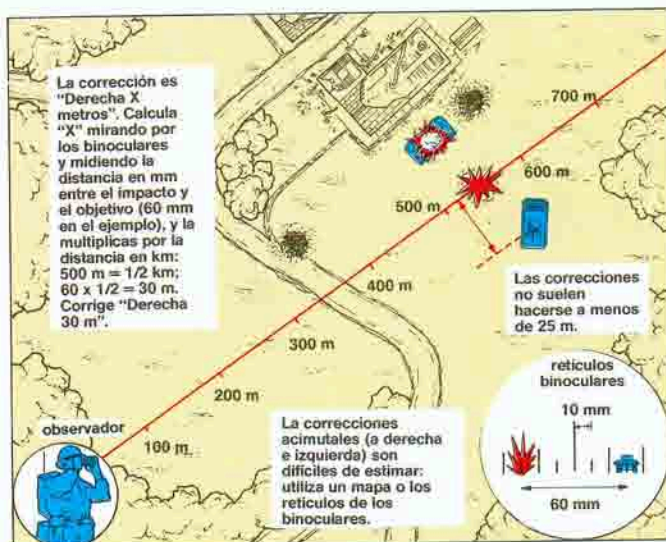 La corrección es
"Derecha X
metros". Calcula
"X" mirando por
los binoculares
y midiendo la
distancia en mm
entre el impacto y
el objetivo (60 mm
en el ejemplo), y la
multiplicas por la
distancia en km:
500 m = 1/2 km;
60 x 1/2 = 30 m.
Corrige "Derecha
30 m".
700 m
600 m
500 m
400 m
300 m
200 m
100 m
Las correcciones
no suelen
hacerse a menos
de 25 m.
retículos
binoculares
10 mm
60 mm
observador
La correcciones
acimutales (a derecha
e izquierda) son
difíciles de estimar:
utiliza un mapa o los
retículos de los
binoculares.